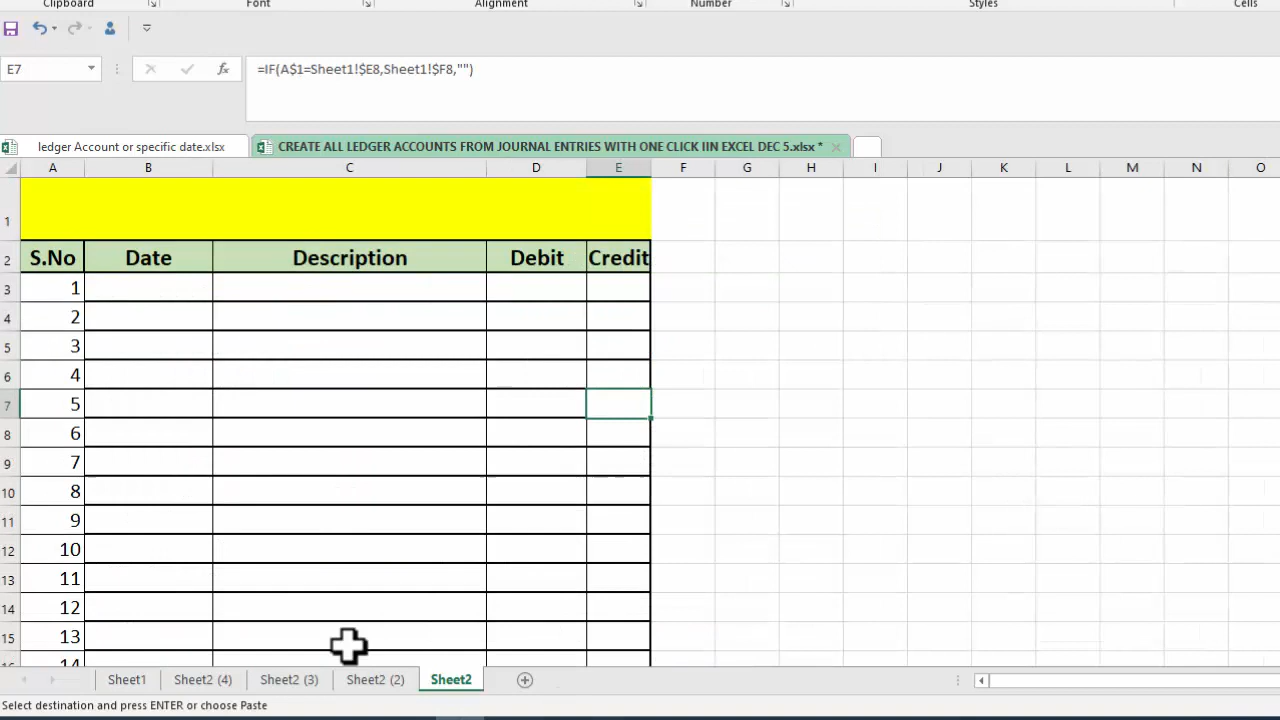 Clipboard Font Alignment Number Styles Cells
E7 fx =IF(A$1=Sheet1!$E8,Sheet1!$F8,"")
ledger Account or specific date.xlsx CREATE ALL LEDGER ACCOUNTS FROM JOURNAL ENTRIES WITH ONE CLICK IIN EXCEL DEC 5.xlsx *
A B C D E F G H I J K L M N O
1
2 S.No Date Description Debit Credit
3 1
4 2
5 3
6 4
7 5
8 6
9 7
10 8
11 9
12 10
13 11
14 12
15 13
16 14
Sheet1 Sheet2 (4) Sheet2 (3) Sheet2 (2) Sheet2
Select destination and press ENTER or choose Paste